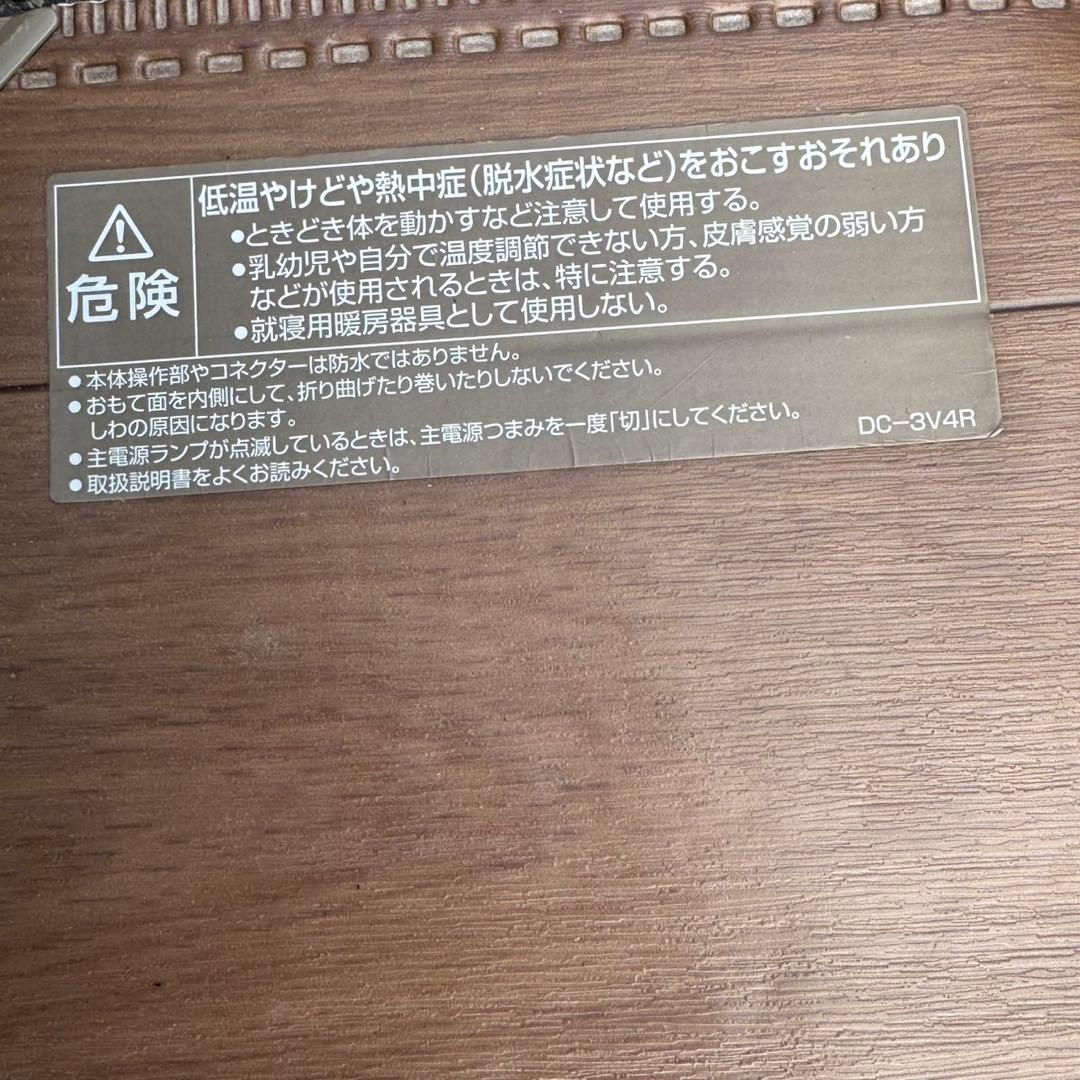 危険
低温やけどや熱中症(脱水症状など)をおこすおそれあり
●ときどき体を動かすなど注意して使用する。
●乳幼児や自分で温度調節できない方、皮膚感覚の弱い方
などが使用されるときは、特に注意する。
●就寝用暖房器具として使用しない。
●本体操作部やコネクターは防水ではありません。
●おもて面を内側にして、折り曲げたり巻いたりしないでください。
しわの原因になります。
●主電源ランプが点滅しているときは、主電源つまみを一度「切」にしてください。
●取扱説明書をよくお読みください。
DC-3V4R